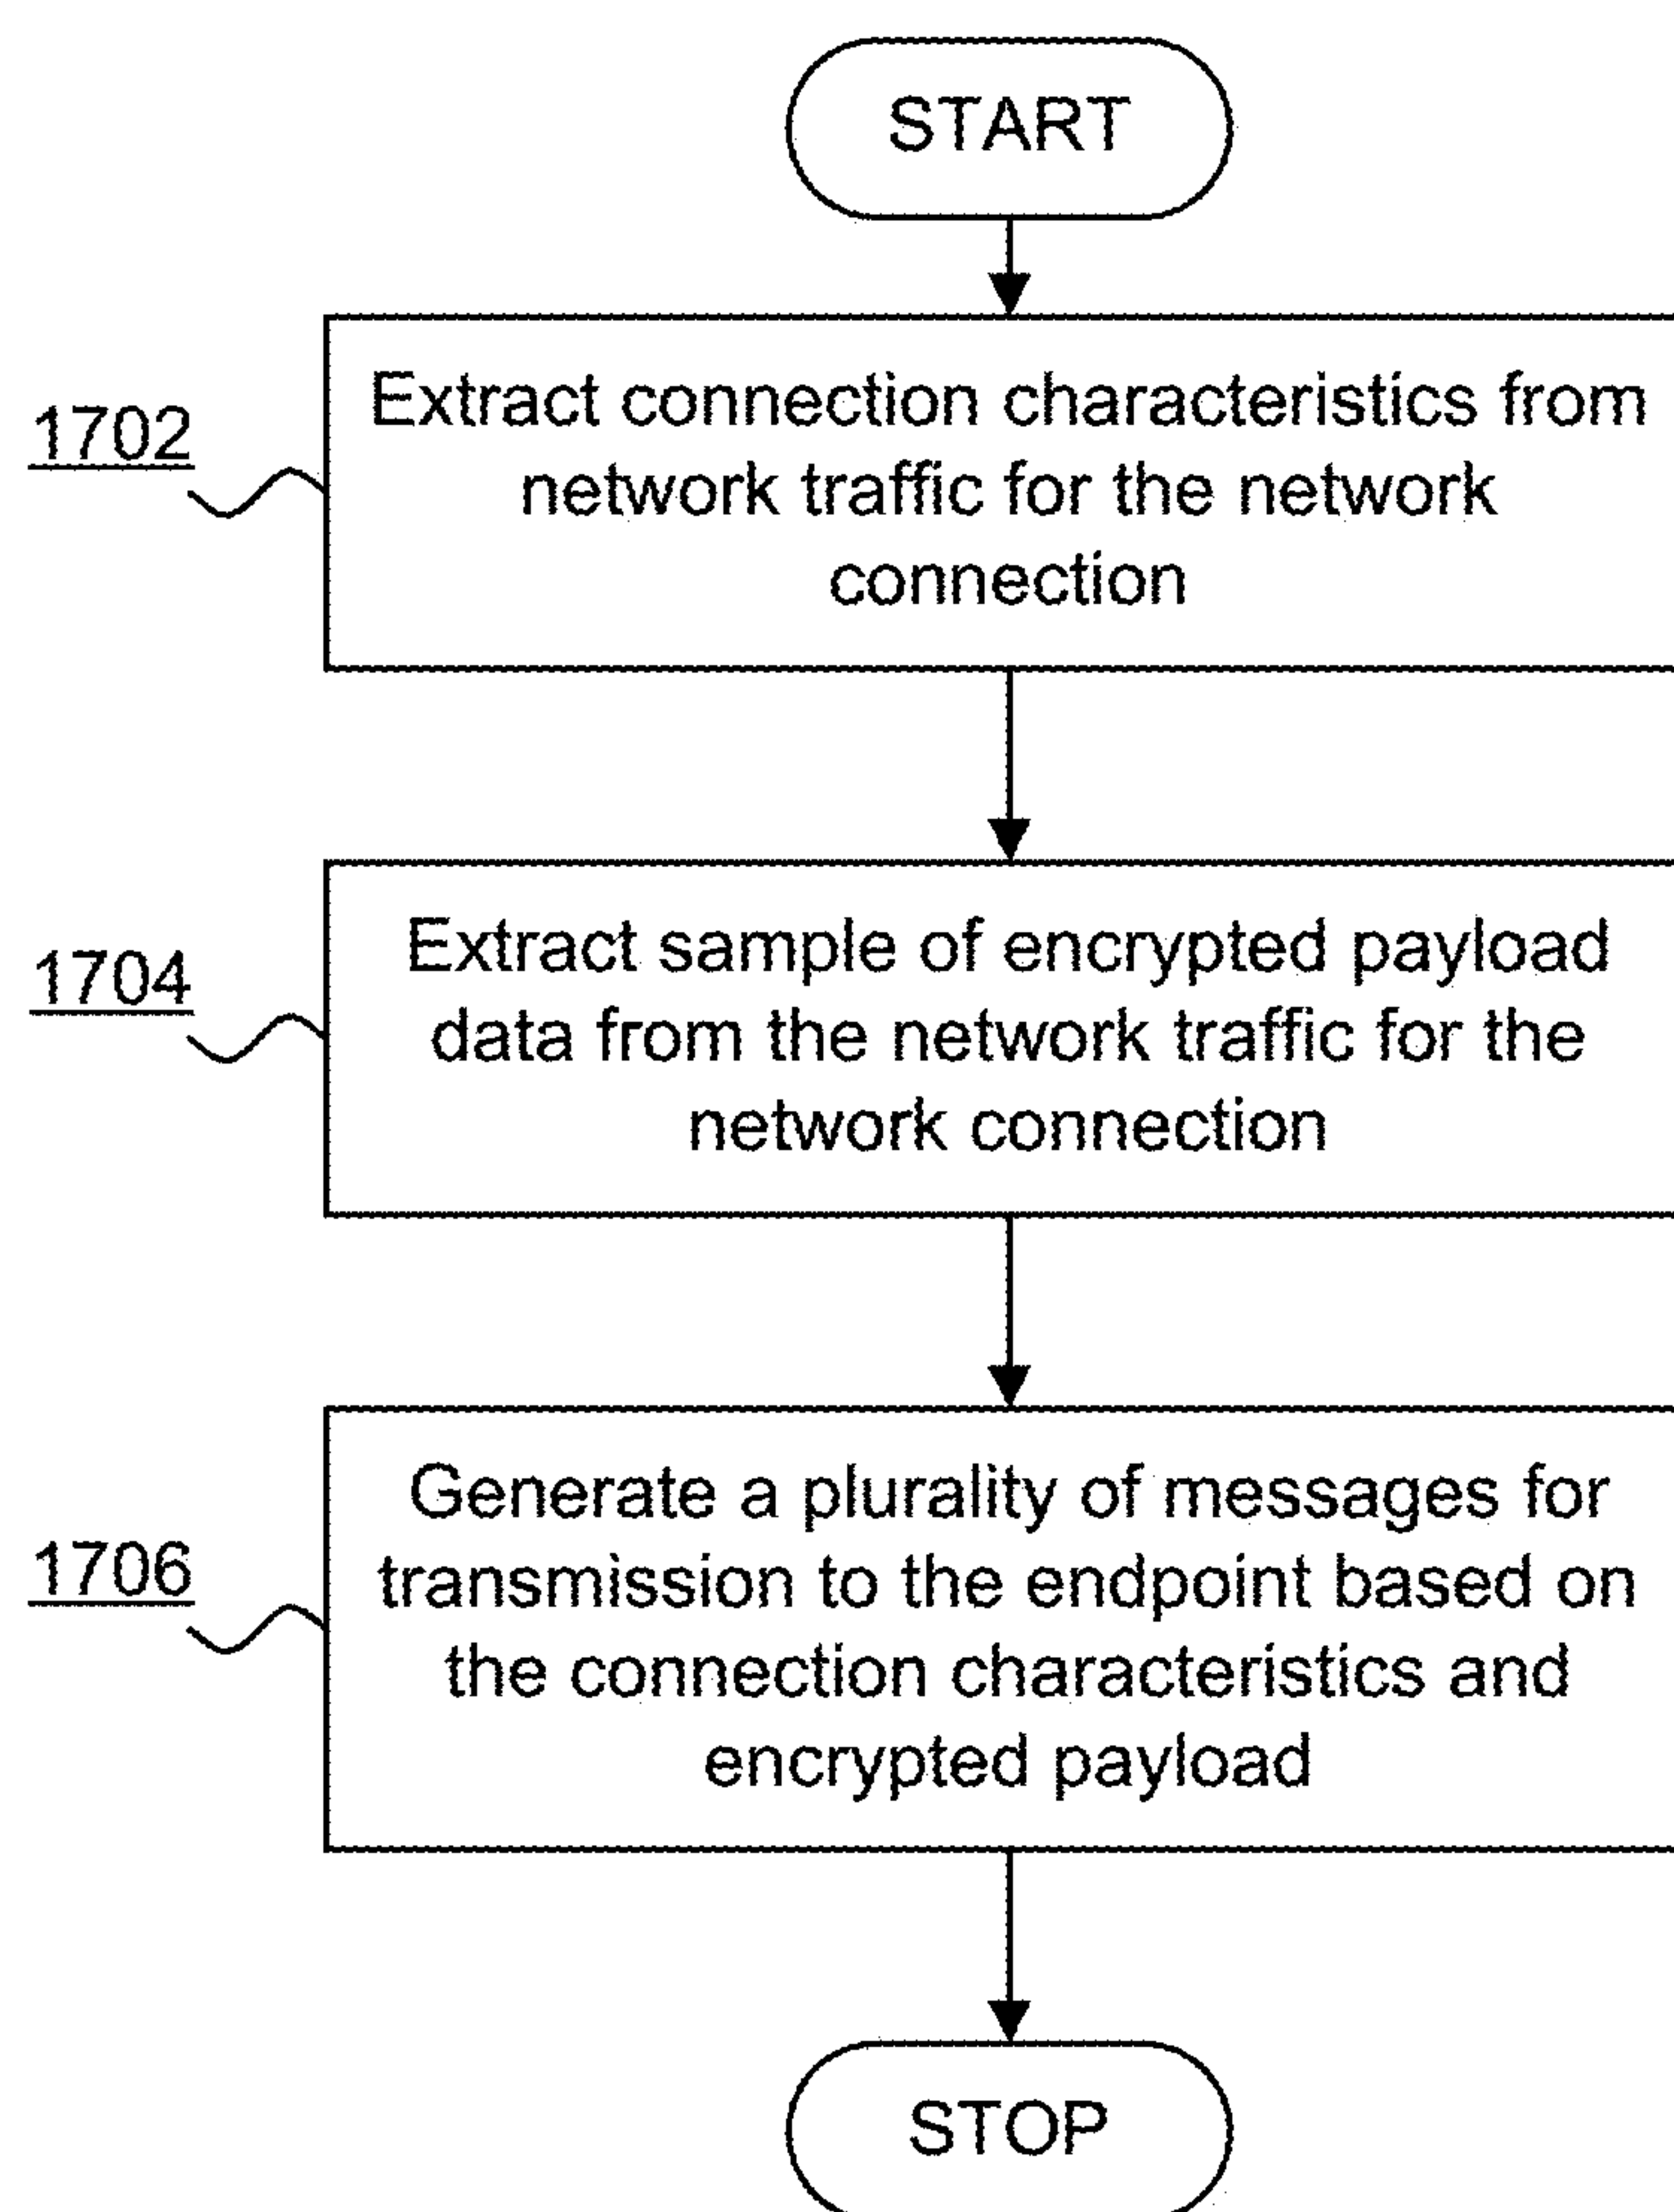 START
1702
Extract connection characteristics from
network traffic for the network
connection
1704
Extract sample of encrypted payload
data from the network traffic for the
network connection
1706
Generate a plurality of messages for
transmission to the endpoint based on
the connection characteristics and
encrypted payload
STOP